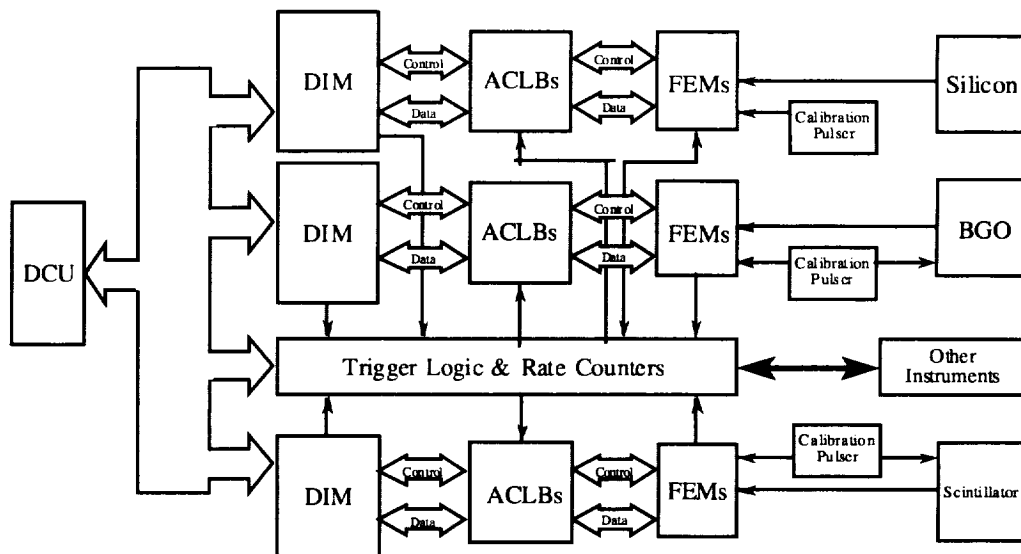 DIM
Control
Data
ACLBs
Control
Data
FEMs
Silicon
Calibration
Pulser
DIM
Control
Data
ACLBs
Control
Data
FEMs
BGO
Calibration
Pulser
DCU
Trigger Logic & Rate Counters
Other
Instruments
DIM
Control
Data
ACLBs
Control
Data
FEMs
Calibration
Pulser
Scintillator